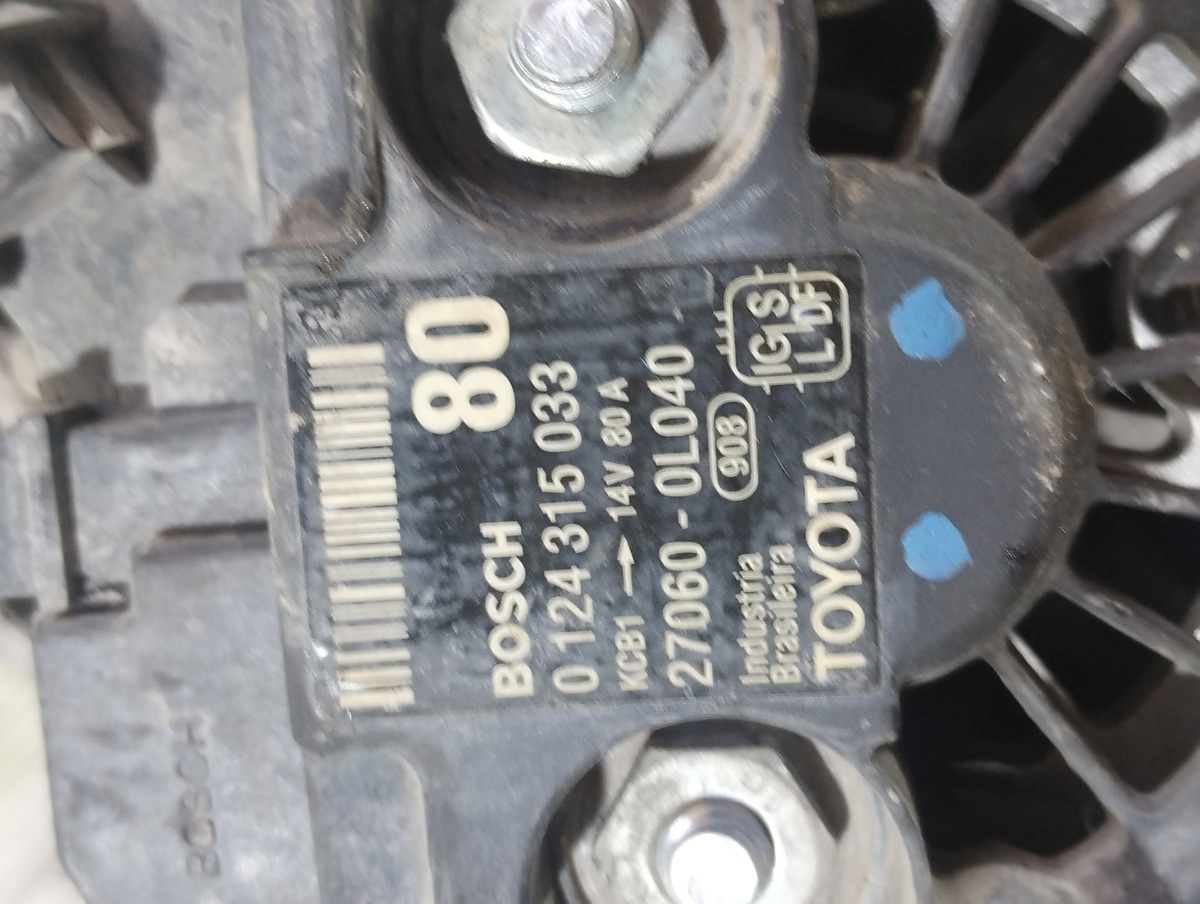 80
BOSCH
0 124 315 033
KCB1 → 14V 80 A
27060 - 0L040
908
IG S
L DF
Industria
Brasileira
TOYOTA
BOSCH